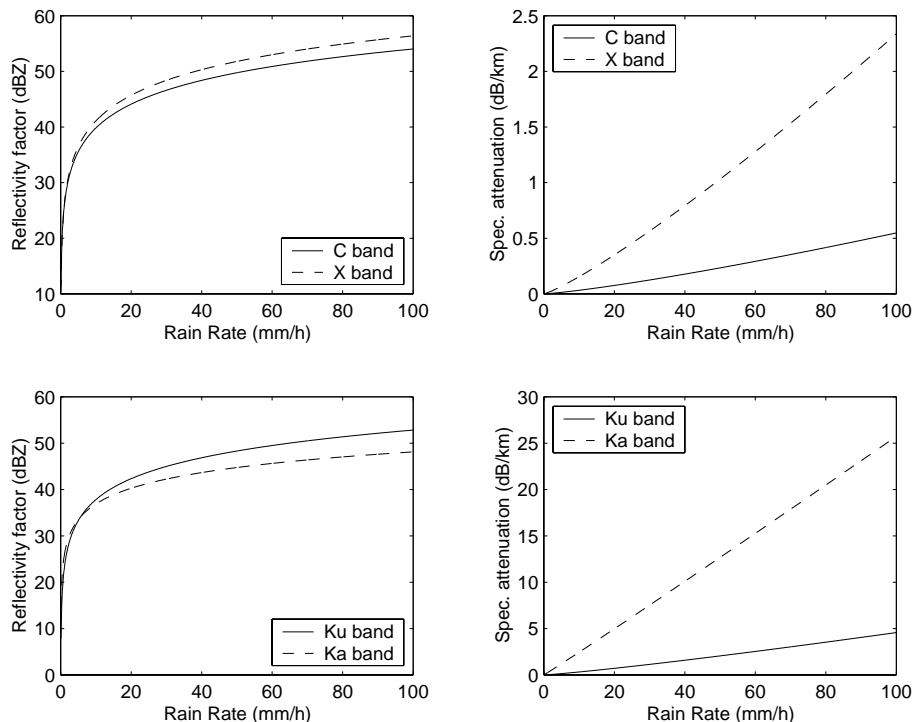 60
50
40
30
20
10
Reflectivity factor (dBZ)
C band
X band
0 20 40 60 80 100
Rain Rate (mm/h)
2.5
2
1.5
1
0.5
0
Spec. attenuation (dB/km)
C band
X band
0 20 40 60 80 100
Rain Rate (mm/h)
60
50
40
30
20
10
0
Reflectivity factor (dBZ)
Ku band
Ka band
0 20 40 60 80 100
Rain Rate (mm/h)
30
25
20
15
10
5
0
Spec. attenuation (dB/km)
Ku band
Ka band
0 20 40 60 80 100
Rain Rate (mm/h)